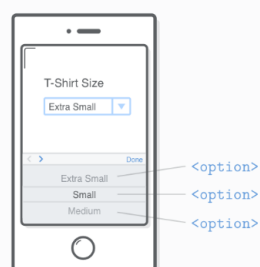 T-Shirt Size
Extra Small
Done
Extra Small
<option>
Small
<option>
Medium
<option>